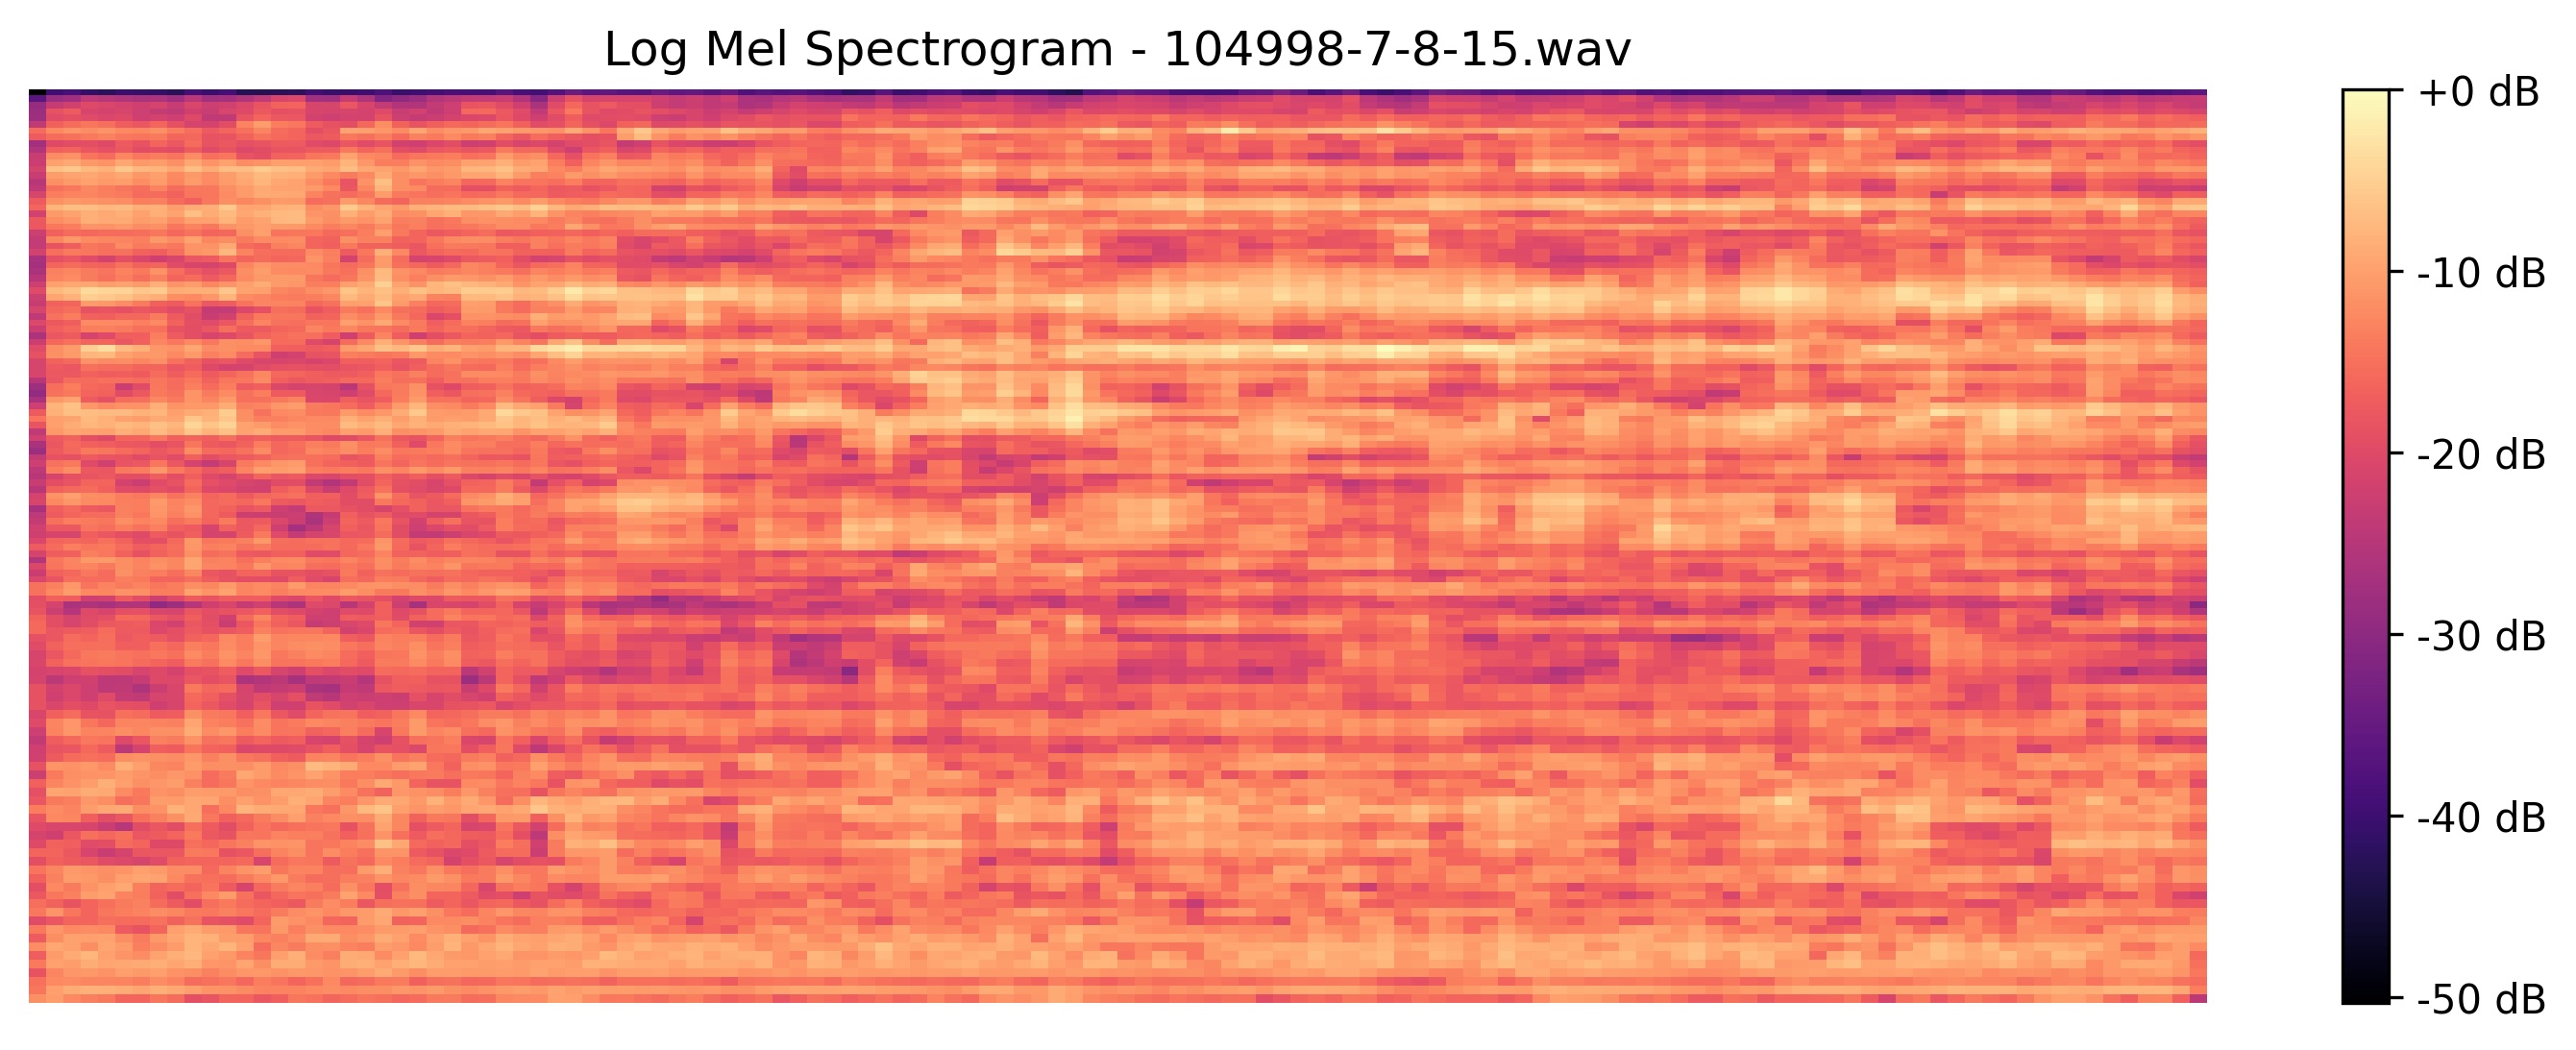 Log Mel Spectrogram - 104998-7-8-15.wav
+0 dB
-10 dB
-20 dB
-30 dB
-40 dB
-50 dB